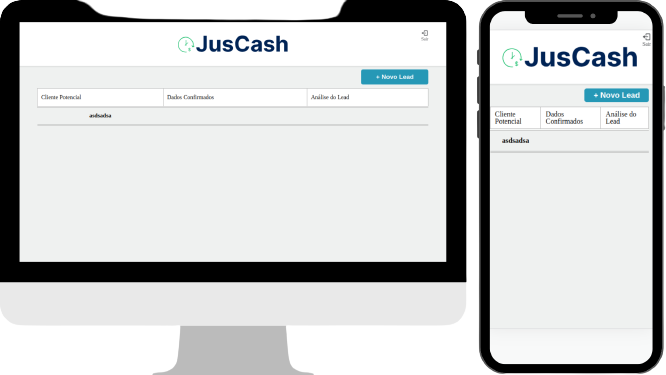 JusCash
Sair
+ Novo Lead
Cliente Potencial
Dados Confirmados
Análise do Lead
asdsadsa
JusCash
Sair
+ Novo Lead
Cliente
Potencial
Dados
Confirmados
Análise do
Lead
asdsadsa